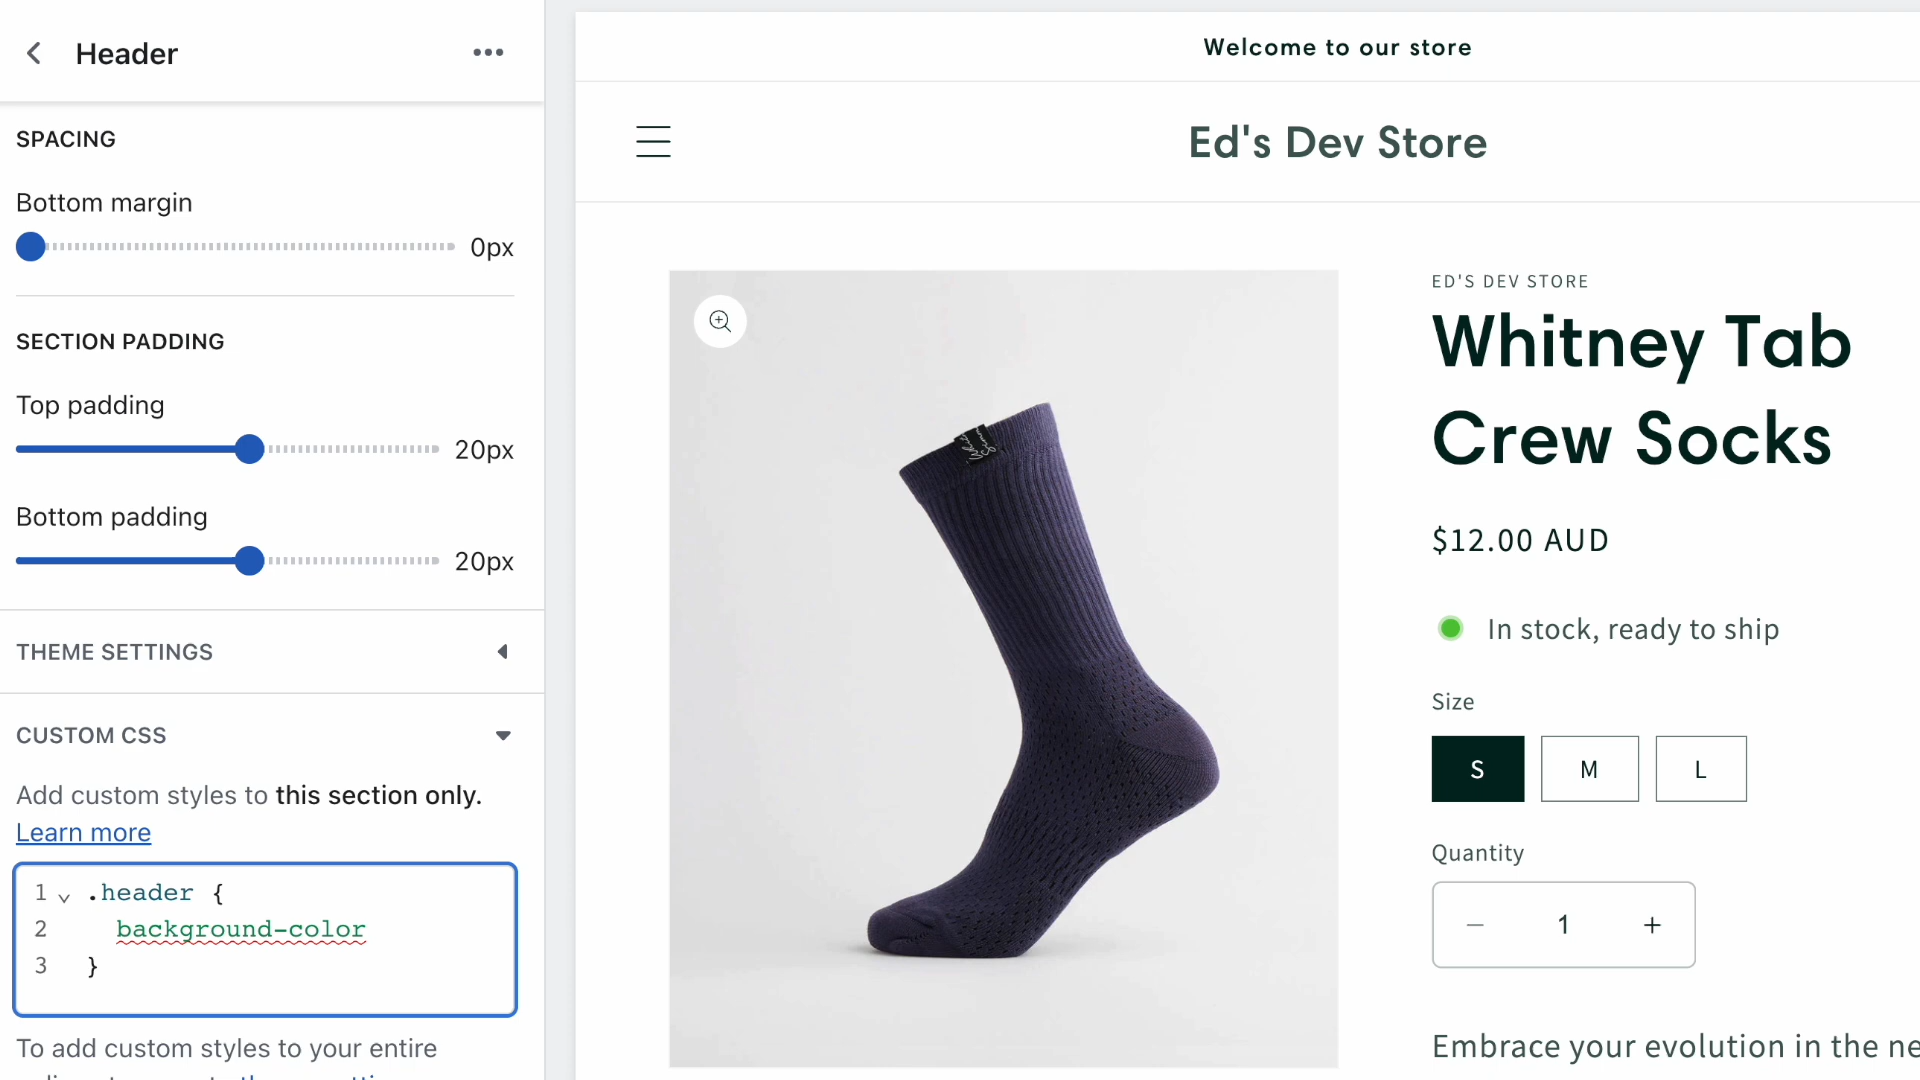 Header
SPACING
Bottom margin
0px
SECTION PADDING
Top padding
20px
Bottom padding
20px
THEME SETTINGS
CUSTOM CSS
Add custom styles to this section only.
Learn more
1 .header {
2 background-color
3 }
To add custom styles to your entire
Welcome to our store
Ed's Dev Store
ED'S DEV STORE
Whitney Tab
Crew Socks
$12.00 AUD
In stock, ready to ship
Size
S M L
Quantity
1
Embrace your evolution in the ne